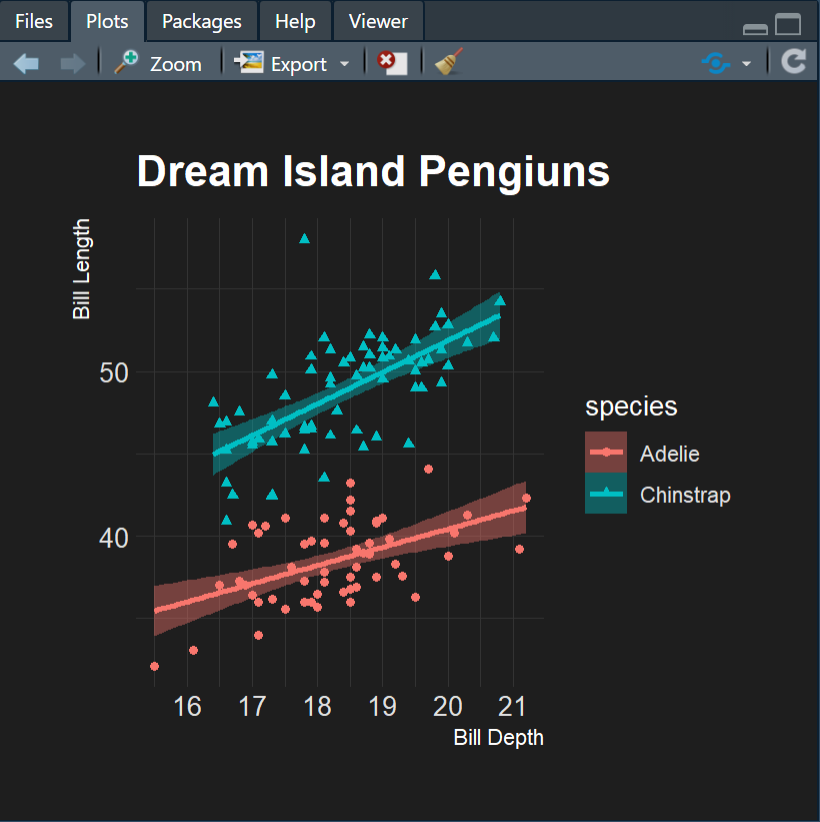 Files Plots Packages Help Viewer
Zoom Export
Dream Island Pengiuns
Bill Length
50
40
species
Adelie
Chinstrap
16 17 18 19 20 21
Bill Depth